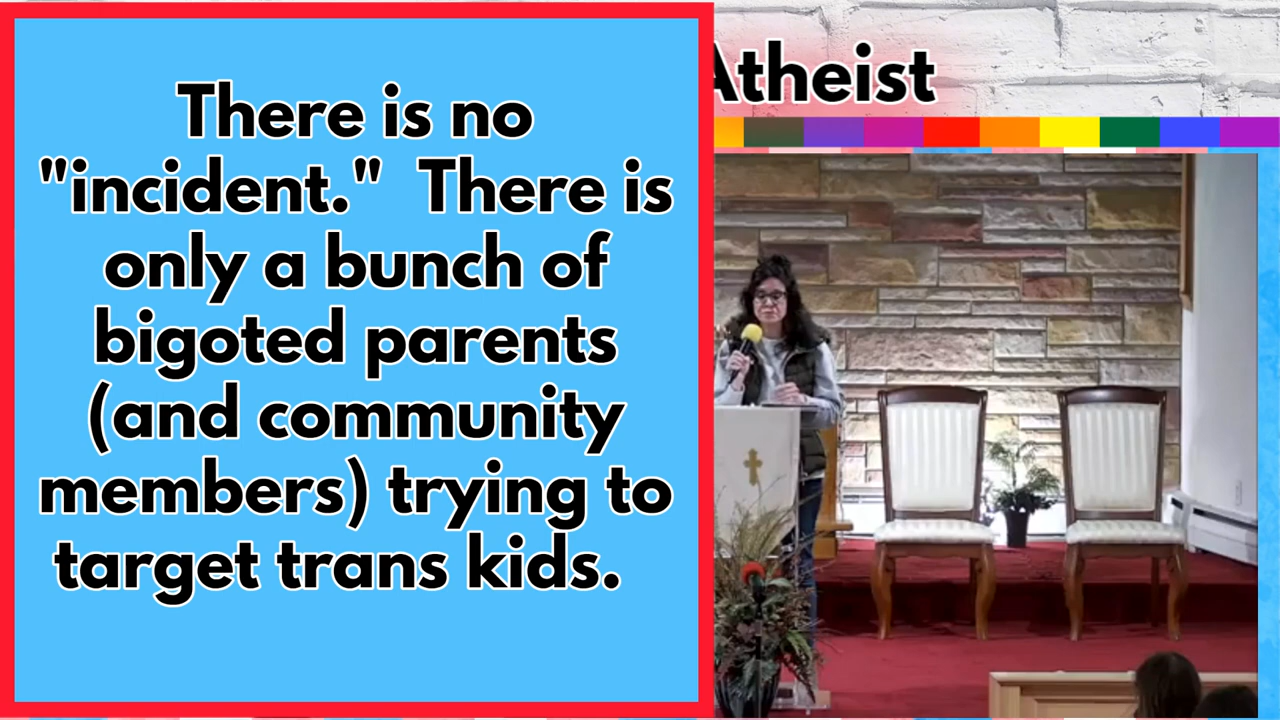 There is no
"incident."  There is
only a bunch of
bigoted parents
(and community
members) trying to
target trans kids.
Atheist